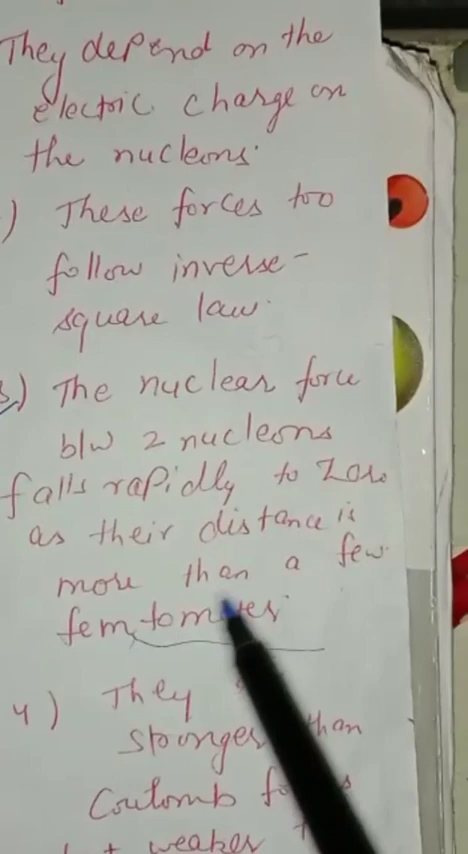 They depend on the
electric charge on
the nucleons.
) These forces too
follow inverse-
square law.
3) The nuclear force
b/w 2 nucleons
falls rapidly to Zero
as their distance is
more than a few
4) They
than
Coulomb
weaker